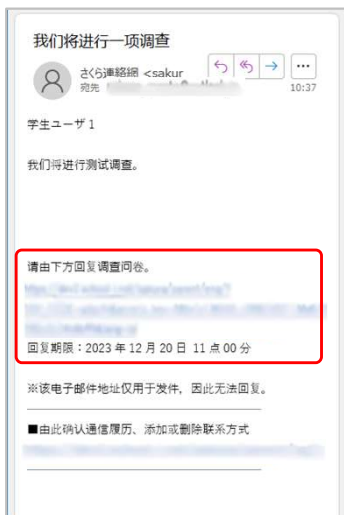 我们将进行一项调查
さくら連絡網 <sakur
宛先
10:37
学生ユーザ1
我们将进行测试调查。
请由下方回复调查问卷。
回复期限：2023 年 12 月 20 日 11 点 00 分
※该电子邮件地址仅用于发件，因此无法回复。
■由此确认通信履历、添加或删除联系方式